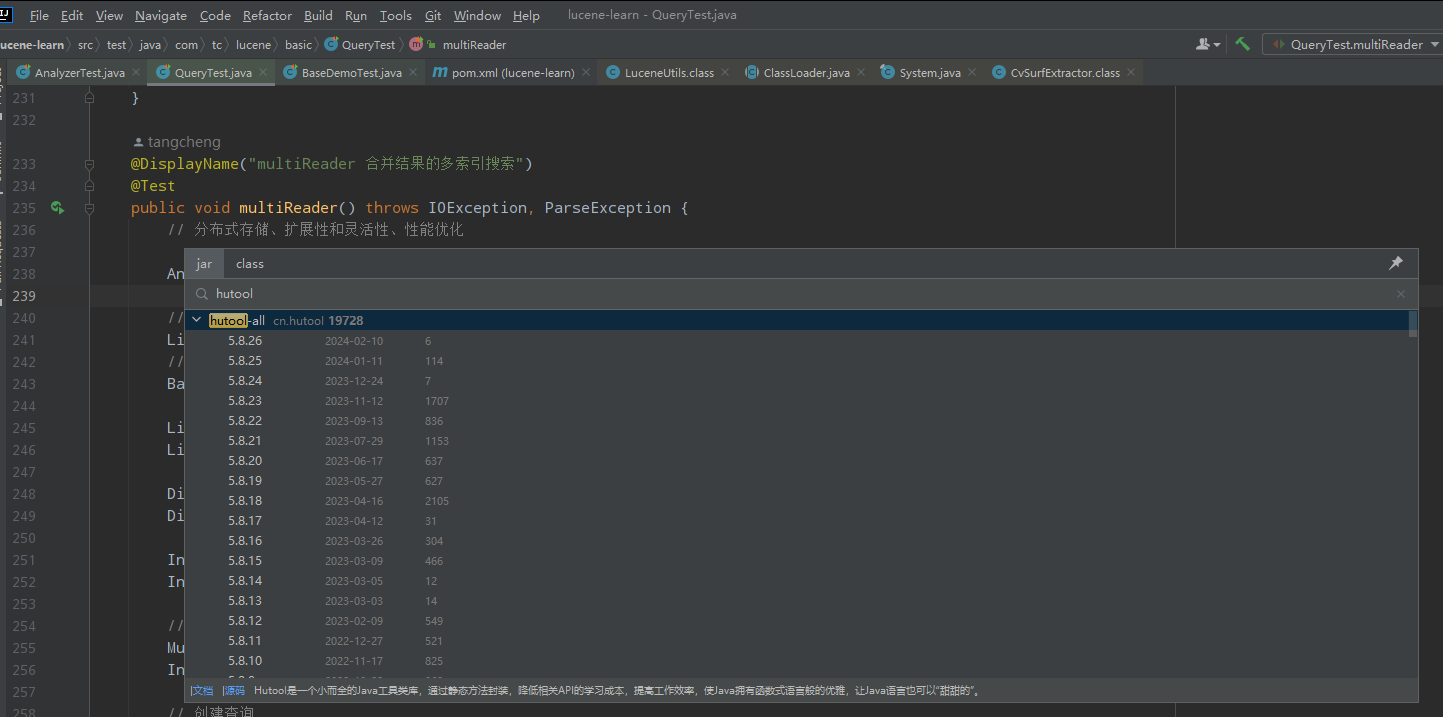 File Edit View Navigate Code Refactor Build Run Tools Git Window Help lucene-learn - QueryTest.java
ucene-learn src test java com tc lucene basic QueryTest multiReader QueryTest.multiReader
AnalyzerTest.java QueryTest.java BaseDemoTest.java pom.xml (lucene-learn) LuceneUtils.class ClassLoader.java System.java CvSurfExtractor.class
231 }
232
tangcheng
233 @DisplayName("multiReader 合并结果的多索引搜索")
234 @Test
235 public void multiReader() throws IOException, ParseException {
236 // 分布式存储、扩展性和灵活性、性能优化
237
238 An
239
240 //
241 Li
242 //
243 Ba
244
245 Li
246 Li
247
248 Di
249 Di
250
251 In
252 In
253
254 //
255 Mu
256 In
257
258 // 创建查询
jar class
hutool
hutool-all cn.hutool 19728
5.8.26 2024-02-10 6
5.8.25 2024-01-11 114
5.8.24 2023-12-24 7
5.8.23 2023-11-12 1707
5.8.22 2023-09-13 836
5.8.21 2023-07-29 1153
5.8.20 2023-06-17 637
5.8.19 2023-05-27 627
5.8.18 2023-04-16 2105
5.8.17 2023-04-12 31
5.8.16 2023-03-26 304
5.8.15 2023-03-09 466
5.8.14 2023-03-05 12
5.8.13 2023-03-03 14
5.8.12 2023-02-09 549
5.8.11 2022-12-27 521
5.8.10 2022-11-17 825
|文档 |源码 Hutool是一个小而全的Java工具类库，通过静态方法封装，降低相关API的学习成本，提高工作效率，使Java拥有函数式语言般的优雅，让Java语言也可以“甜甜的”。